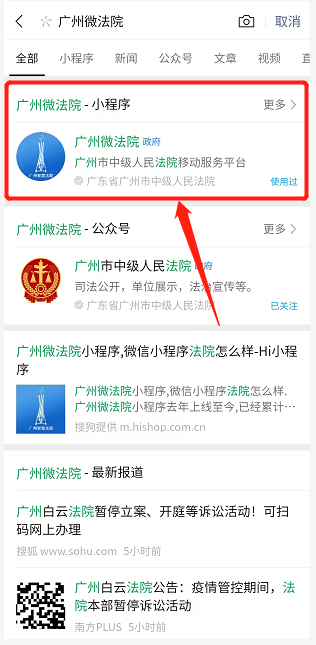 广州微法院 取消
全部 小程序 新闻 公众号 文章 视频
广州微法院 - 小程序 更多
广州微法院 政府
广州市中级人民法院移动服务平台
广东省广州市中级人民法院 使用过
广州智慧法院
广州微法院 - 公众号 更多
广州市中级人民法院 政府
司法公开，单位展示，法治宣传等。
广东省广州市中级人民法院 已关注
广州微法院小程序,微信小程序法院怎么样-Hi小程
序
广州微法院小程序,微信小程序法院怎么样.
广州微法院小程序去年上线至今,已经累计…
搜狗提供 m.hishop.com.cn
广州智慧法院
广州微法院 - 最新报道
广州白云法院暂停立案、开庭等诉讼活动！可扫
码网上办理
搜狐 www.sohu.com 5小时前
广州白云法院公告：疫情管控期间，法
院本部暂停诉讼活动
南方PLUS 5小时前